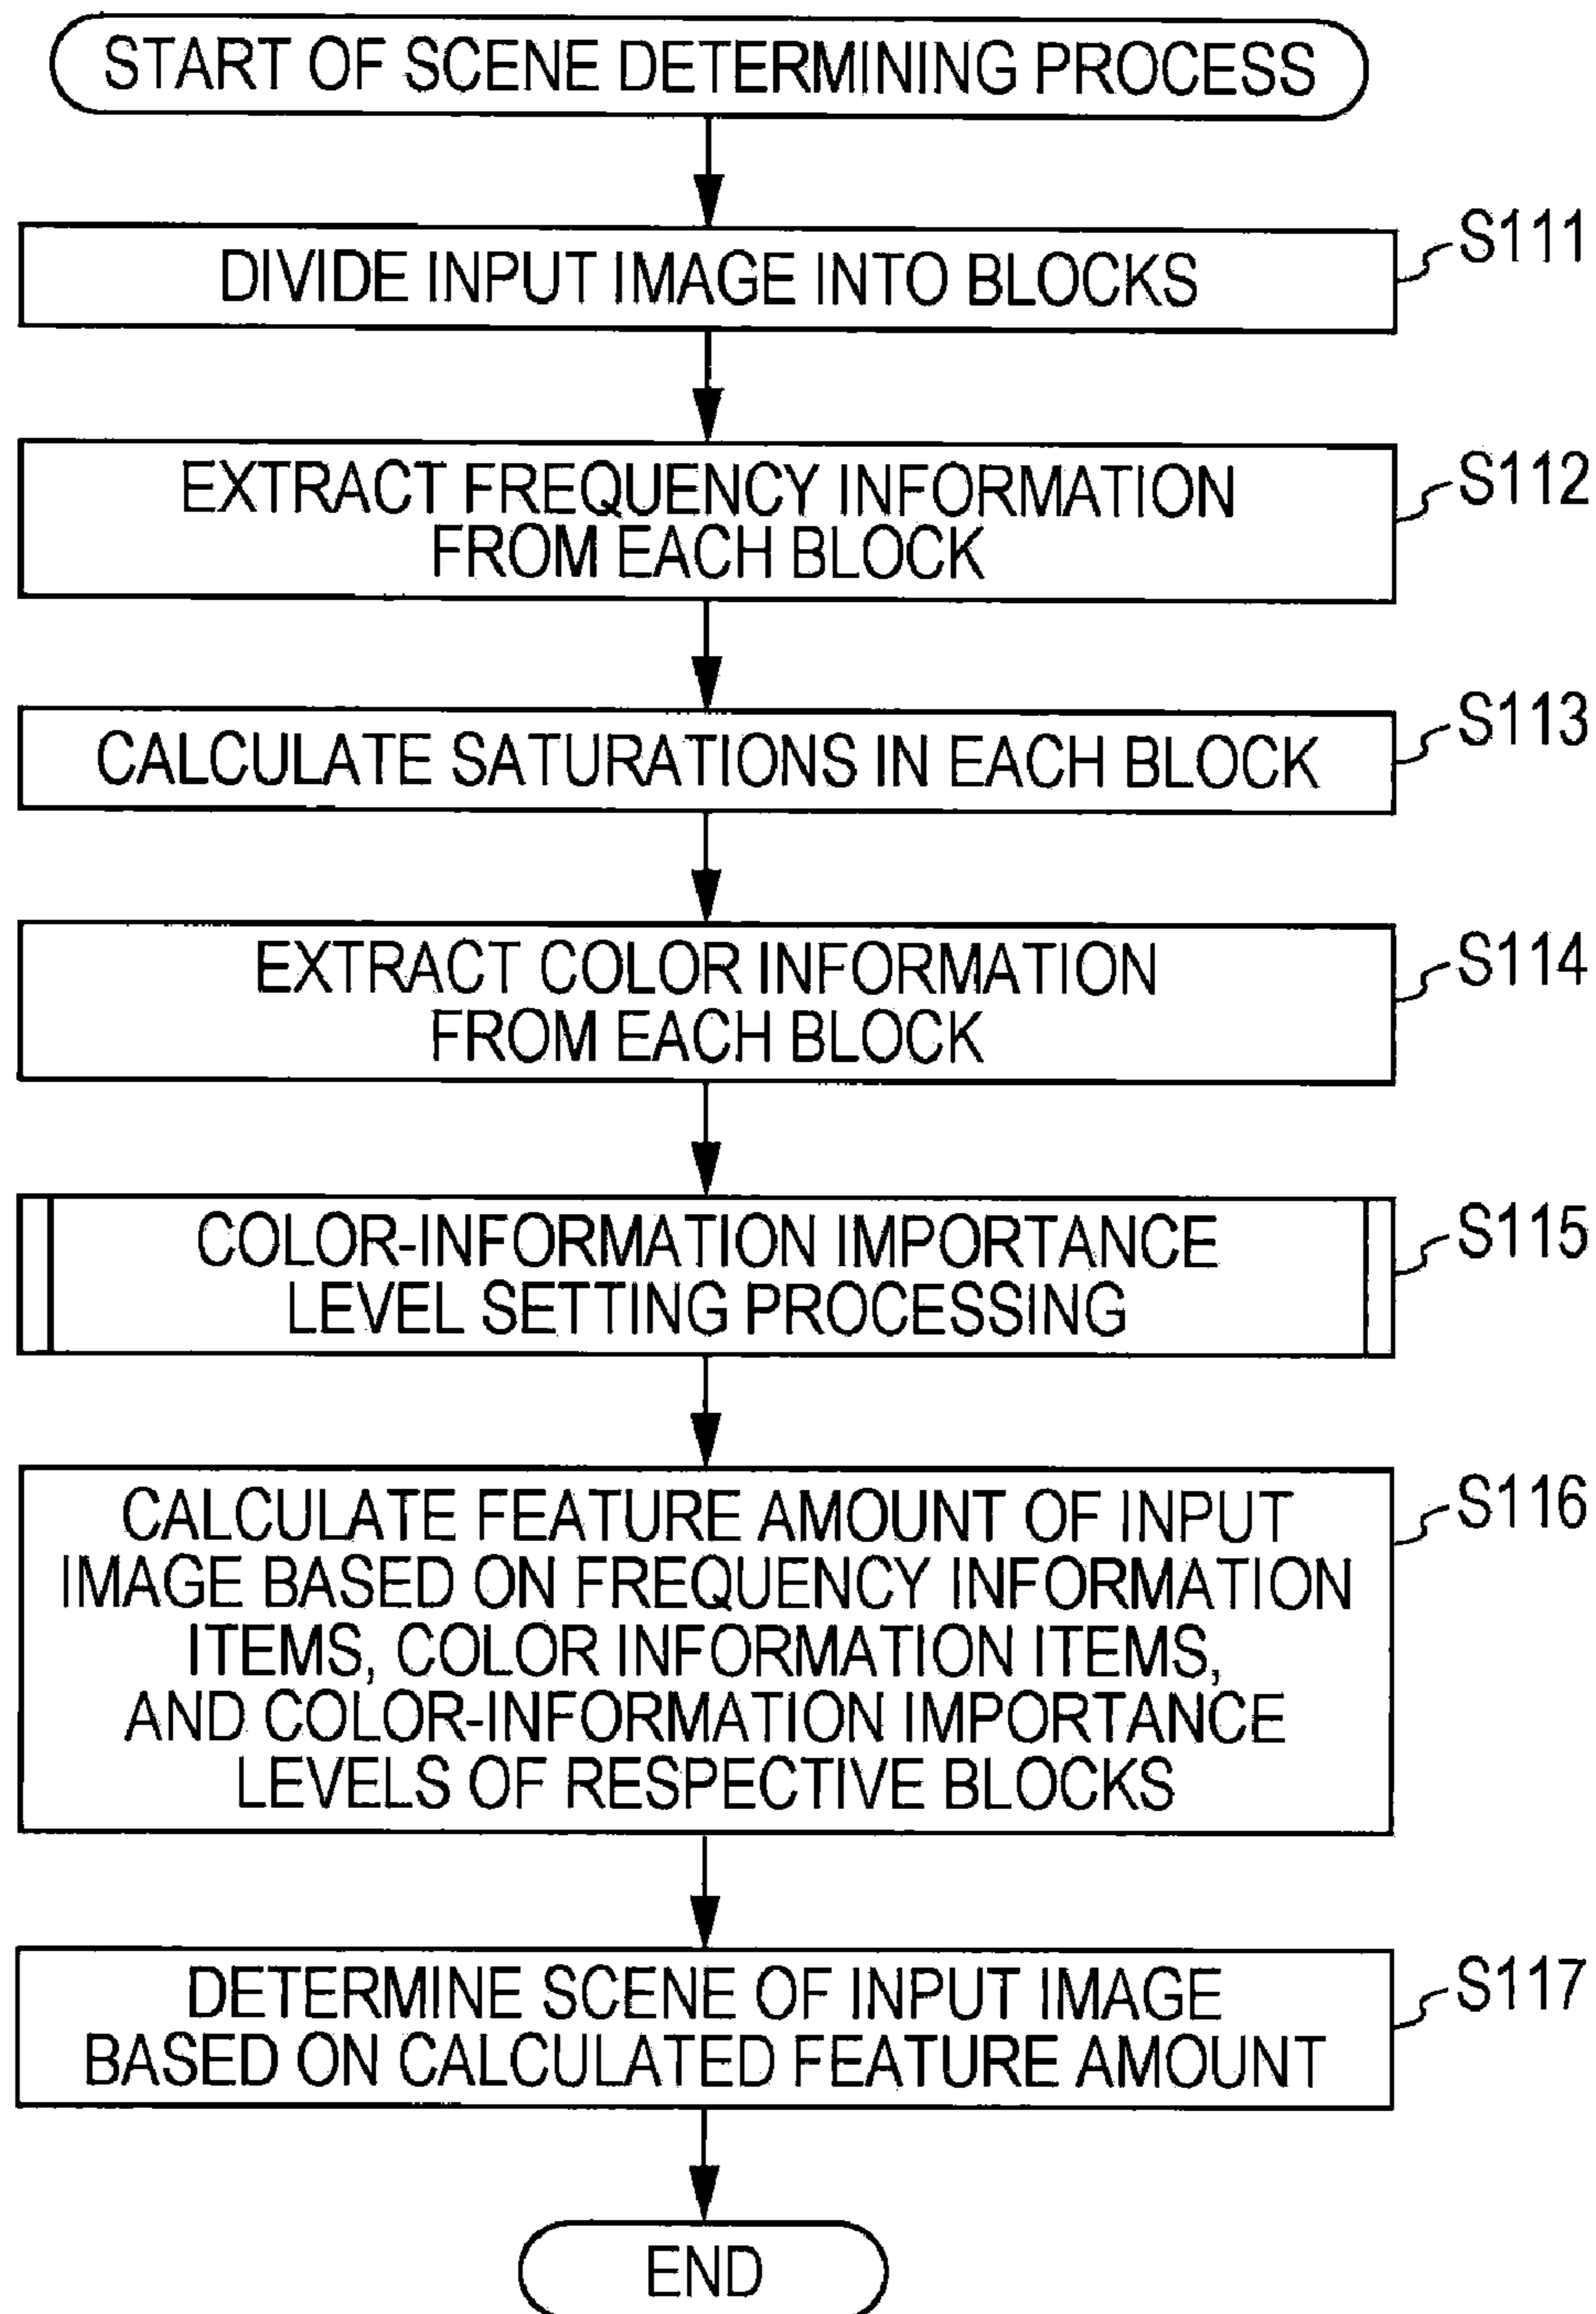 START OF SCENE DETERMINING PROCESS
S111
DIVIDE INPUT IMAGE INTO BLOCKS
S112
EXTRACT FREQUENCY INFORMATION
FROM EACH BLOCK
S113
CALCULATE SATURATIONS IN EACH BLOCK
S114
EXTRACT COLOR INFORMATION
FROM EACH BLOCK
S115
COLOR-INFORMATION IMPORTANCE
LEVEL SETTING PROCESSING
S116
CALCULATE FEATURE AMOUNT OF INPUT
IMAGE BASED ON FREQUENCY INFORMATION
ITEMS, COLOR INFORMATION ITEMS,
AND COLOR-INFORMATION IMPORTANCE
LEVELS OF RESPECTIVE BLOCKS
S117
DETERMINE SCENE OF INPUT IMAGE
BASED ON CALCULATED FEATURE AMOUNT
END